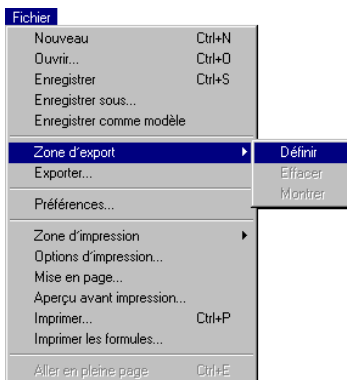 Fichier
Nouveau Ctrl+N
Ouvrir... Ctrl+O
Enregistrer Ctrl+S
Enregistrer sous...
Enregistrer comme modèle
Zone d'export Définir
Exporter... Effacer
Montrer
Préférences...
Zone d'impression
Options d'impression...
Mise en page...
Aperçu avant impression...
Imprimer... Ctrl+P
Imprimer les formules...
Aller en pleine page Ctrl+E